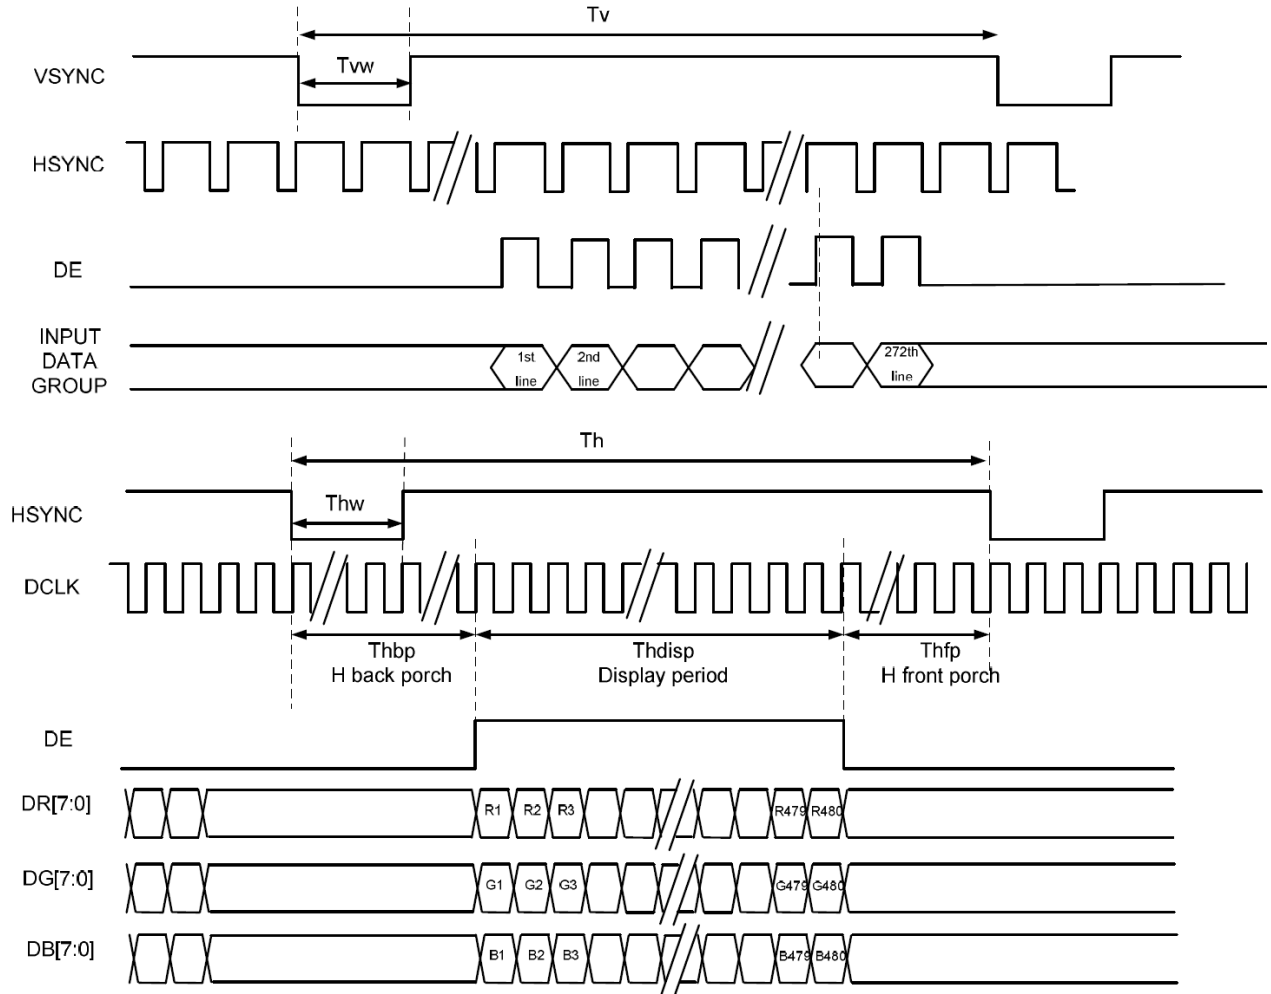 Tv
VSYNC
Tvw
HSYNC
DE
INPUT
DATA
GROUP
1st
line
2nd
line
272th
line
Th
HSYNC
Thw
DCLK
Thbp
H back porch
Thdisp
Display period
Thfp
H front porch
DE
DR[7:0]
R1 R2 R3 R479 R480
DG[7:0]
G1 G2 G3 G479 G480
DB[7:0]
B1 B2 B3 B479 B480